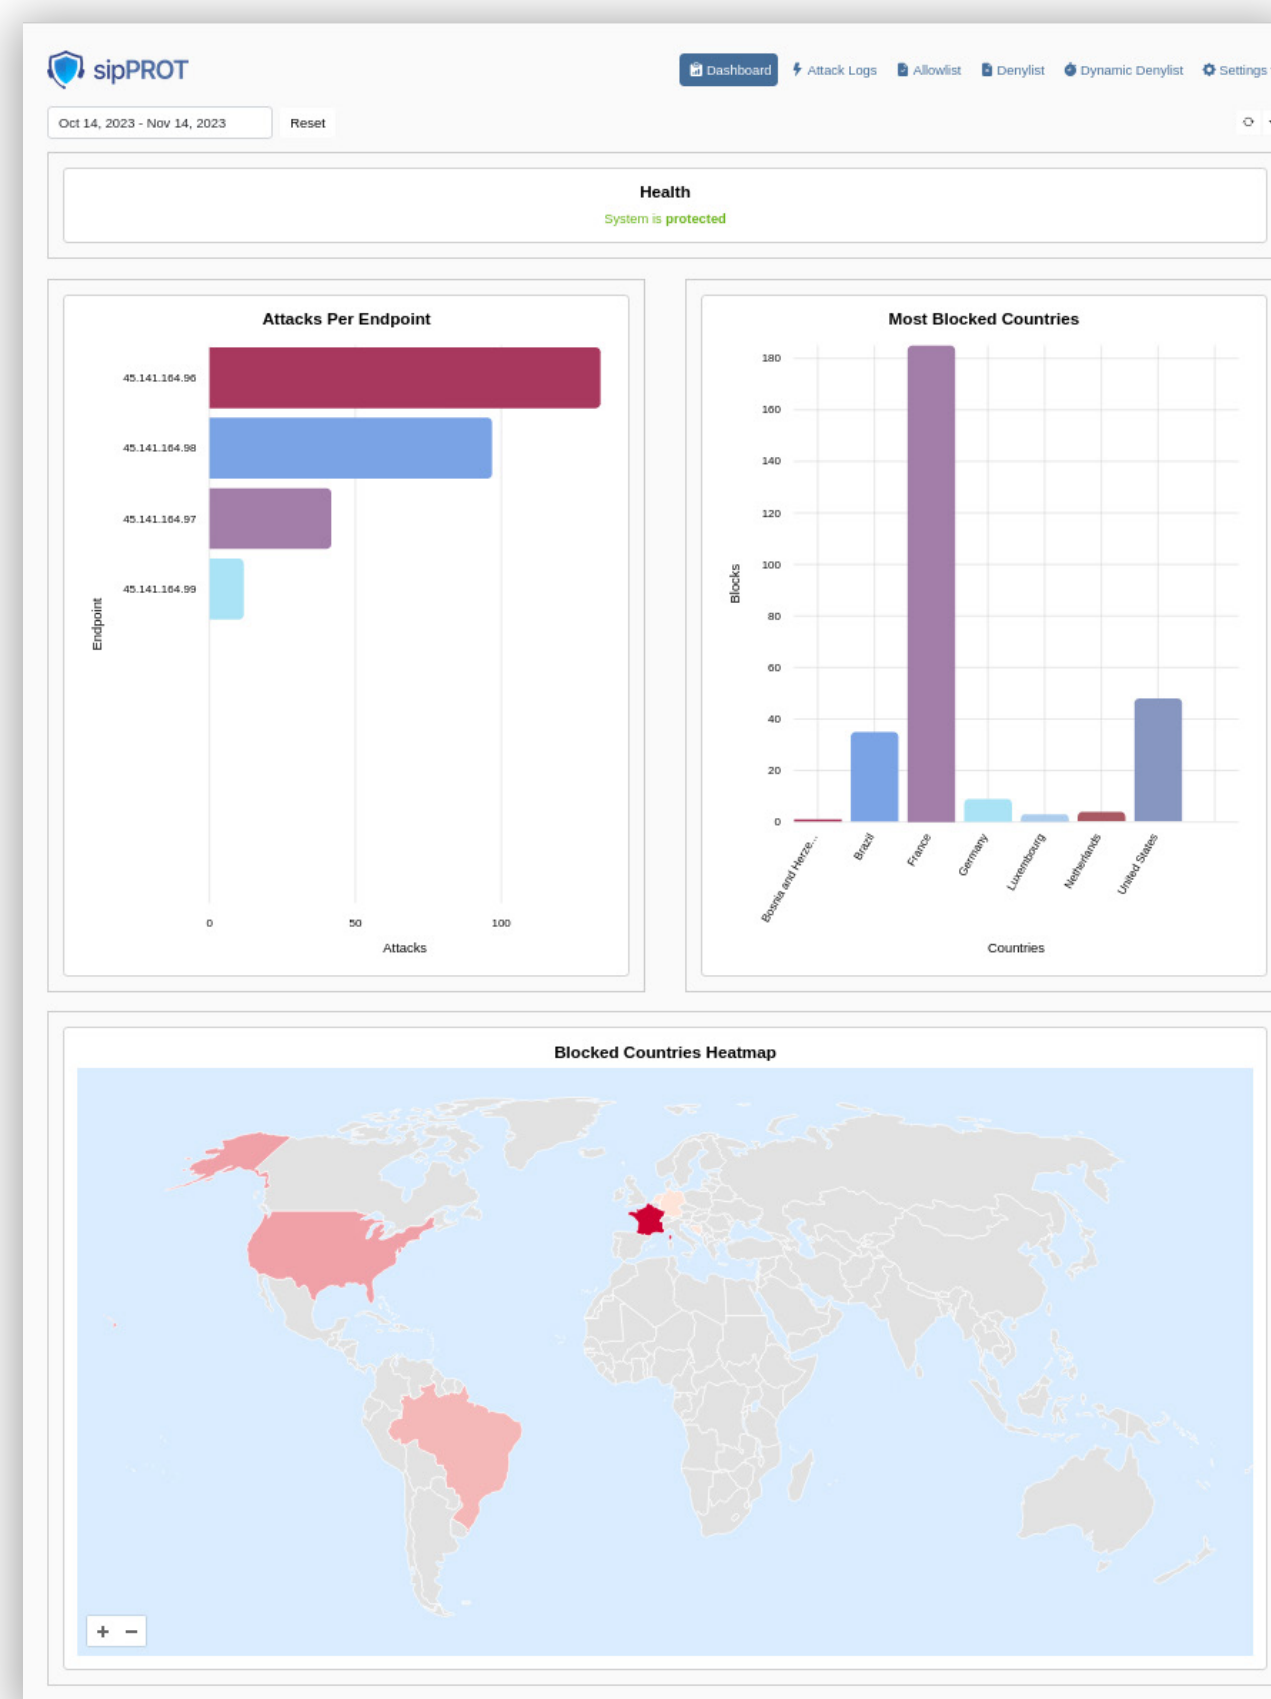 sipPROT
Dashboard
Attack Logs
Allowlist
Denylist
Dynamic Denylist
Settings
Oct 14, 2023 - Nov 14, 2023
Reset
Health
System is protected
Attacks Per Endpoint
45.141.164.96
45.141.164.98
45.141.164.97
45.141.164.99
Endpoint
0
50
100
Attacks
Most Blocked Countries
180
160
140
120
100
80
60
40
20
0
Blocks
Bosnia and Herze...
Brazil
France
Germany
Luxembourg
Netherlands
United States
Countries
Blocked Countries Heatmap
+ −